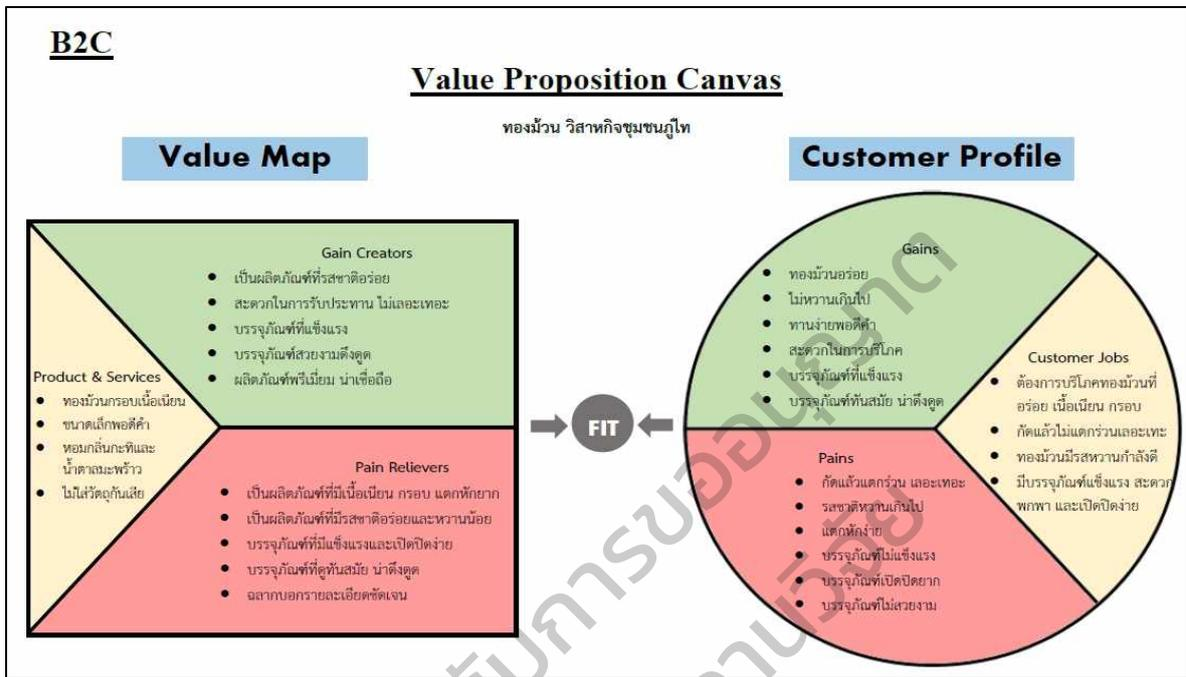 B2C
Value Proposition Canvas
ทองม้วน วิสาหกิจชุมชนภูไท
Value Map
Customer Profile
Gain Creators
● เป็นผลิตภัณฑ์ที่รสชาติอร่อย
● สะดวกในการรับประทาน ไม่เลอะเทอะ
● บรรจุภัณฑ์ที่แข็งแรง
● บรรจุภัณฑ์สวยงามดึงดูด
● ผลิตภัณฑ์พรีเมี่ยม น่าเชื่อถือ
Product & Services
● ทองม้วนกรอบเนื้อเนียน
● ขนาดเล็กพอดีคำ
● หอมกลิ่นกะทิและ
น้ำตาลมะพร้าว
● ไม่ใส่วัตถุกันเสีย
Pain Relievers
● เป็นผลิตภัณฑ์ที่มีเนื้อเนียน กรอบ แตกหักยาก
● เป็นผลิตภัณฑ์ที่มีรสชาติอร่อยและหวานน้อย
● บรรจุภัณฑ์ที่มีแข็งแรงและเปิดปิดง่าย
● บรรจุภัณฑ์ที่ดูทันสมัย น่าดึงดูด
● ฉลากบอกรายละเอียดชัดเจน
FIT
Gains
● ทองม้วนอร่อย
● ไม่หวานเกินไป
● ทานง่ายพอดีคำ
● สะดวกในการบริโภค
● บรรจุภัณฑ์ที่แข็งแรง
● บรรจุภัณฑ์ทันสมัย น่าดึงดูด
Customer Jobs
● ต้องการบริโภคทองม้วนที่
อร่อย เนื้อเนียน กรอบ
● กัดแล้วไม่แตกร่วนเลอะเทะ
● ทองม้วนมีรสหวานกำลังดี
● มีบรรจุภัณฑ์แข็งแรง สะดวก
พกพา และเปิดปิดง่าย
Pains
● กัดแล้วแตกร่วน เลอะเทอะ
● รสชาติหวานเกินไป
● แตกหักง่าย
● บรรจุภัณฑ์ไม่แข็งแรง
● บรรจุภัณฑ์เปิดปิดยาก
● บรรจุภัณฑ์ไม่สวยงาม